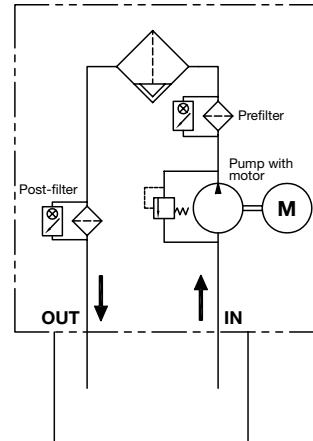 Prefilter
Pump with
motor
M
Post-filter
OUT
IN